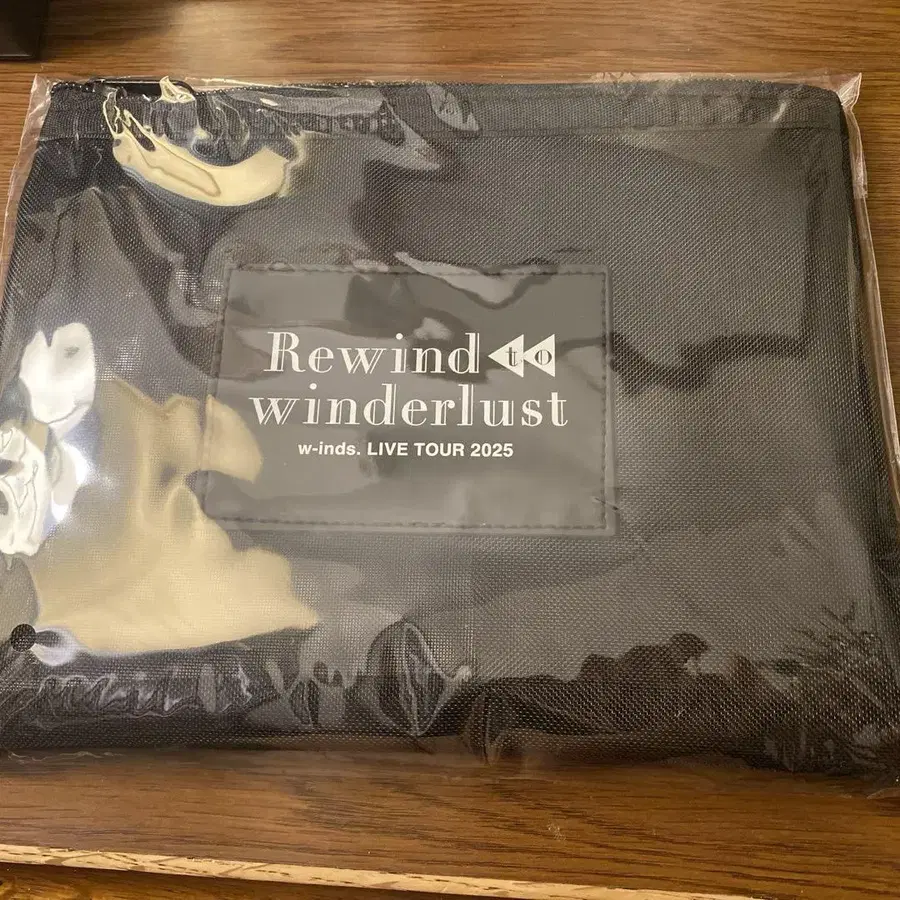 Rewind to
winderlust
w-inds. LIVE TOUR 2025